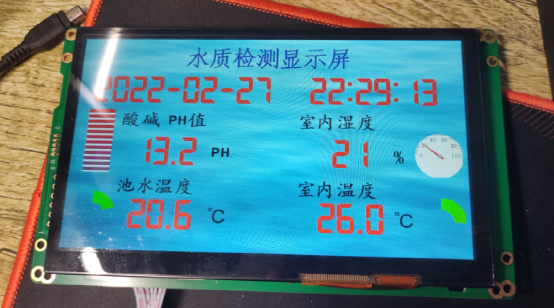 水质检测显示屏
2022-02-27 22:29:13
酸碱 PH值 室内湿度
13.2 PH 21 %
池水温度 室内温度
20.6 ℃ 26.0 ℃